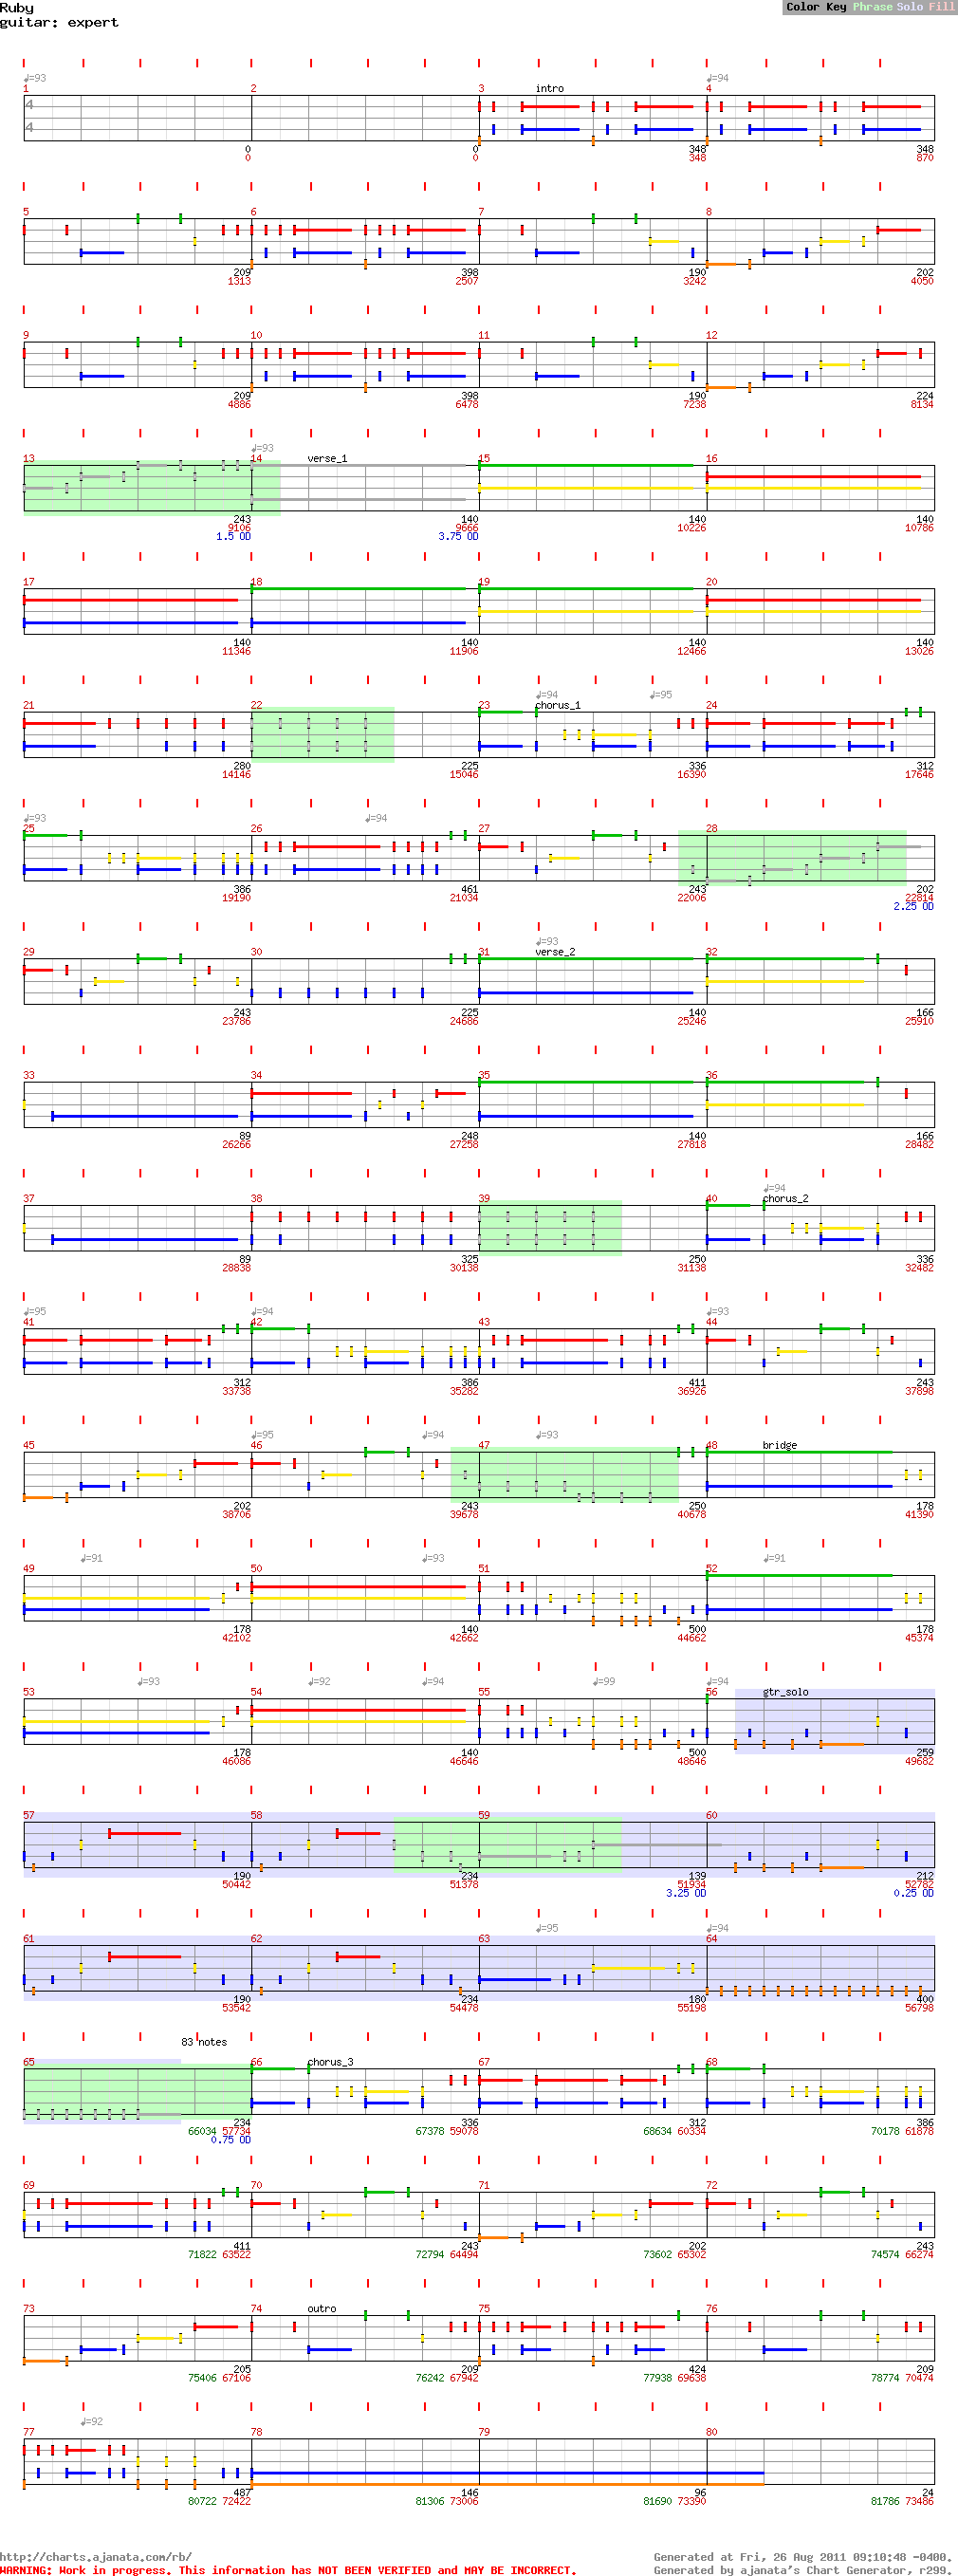 Ruby
Color Key Phrase Solo Fill
guitar: expert
♩=93 ♩=94
1 2 3 intro 4
4
4
0 0 348 348
0 0 348 870
5 6 7 8
209 398 190 202
1313 2507 3242 4050
9 10 11 12
209 398 190 224
4886 6478 7238 8134
♩=93
13 14 verse_1 15 16
243 140 140 140
9106 9666 10226 10786
1.5 OD 3.75 OD
17 18 19 20
140 140 140 140
11346 11906 12466 13026
♩=94 ♩=95
21 22 23 chorus_1 24
280 225 336 312
14146 15046 16390 17646
♩=93 ♩=94
25 26 27 28
386 461 243 202
19190 21034 22006 22814
2.25 OD
♩=93
29 30 31 verse_2 32
243 225 140 166
23786 24686 25246 25910
33 34 35 36
89 248 140 166
26266 27258 27818 28482
♩=94
37 38 39 40 chorus_2
89 325 250 336
28838 30138 31138 32482
♩=95 ♩=94 ♩=93
41 42 43 44
312 386 411 243
33738 35282 36926 37898
♩=95 ♩=94 ♩=93
45 46 47 48 bridge
202 243 250 178
38706 39678 40678 41390
♩=91 ♩=93 ♩=91
49 50 51 52
178 140 500 178
42102 42662 44662 45374
♩=93 ♩=92 ♩=94 ♩=99 ♩=94
53 54 55 56 gtr_solo
178 140 500 259
46086 46646 48646 49682
57 58 59 60
190 234 139 212
50442 51378 51934 52782
3.25 OD 0.25 OD
♩=95 ♩=94
61 62 63 64
190 234 180 400
53542 54478 55198 56798
83 notes
65 66 chorus_3 67 68
234 336 312 386
66034 57734 67378 59078 68634 60334 70178 61878
0.75 OD
69 70 71 72
411 243 202 243
71822 63522 72794 64494 73602 65302 74574 66274
73 74 outro 75 76
205 209 424 209
75406 67106 76242 67942 77938 69638 78774 70474
♩=92
77 78 79 80
487 146 96 24
80722 72422 81306 73006 81690 73390 81786 73486
http://charts.ajanata.com/rb/
Generated at Fri, 26 Aug 2011 09:10:48 -0400.
WARNING: Work in progress. This information has NOT BEEN VERIFIED and MAY BE INCORRECT.
Generated by ajanata's Chart Generator, r299.